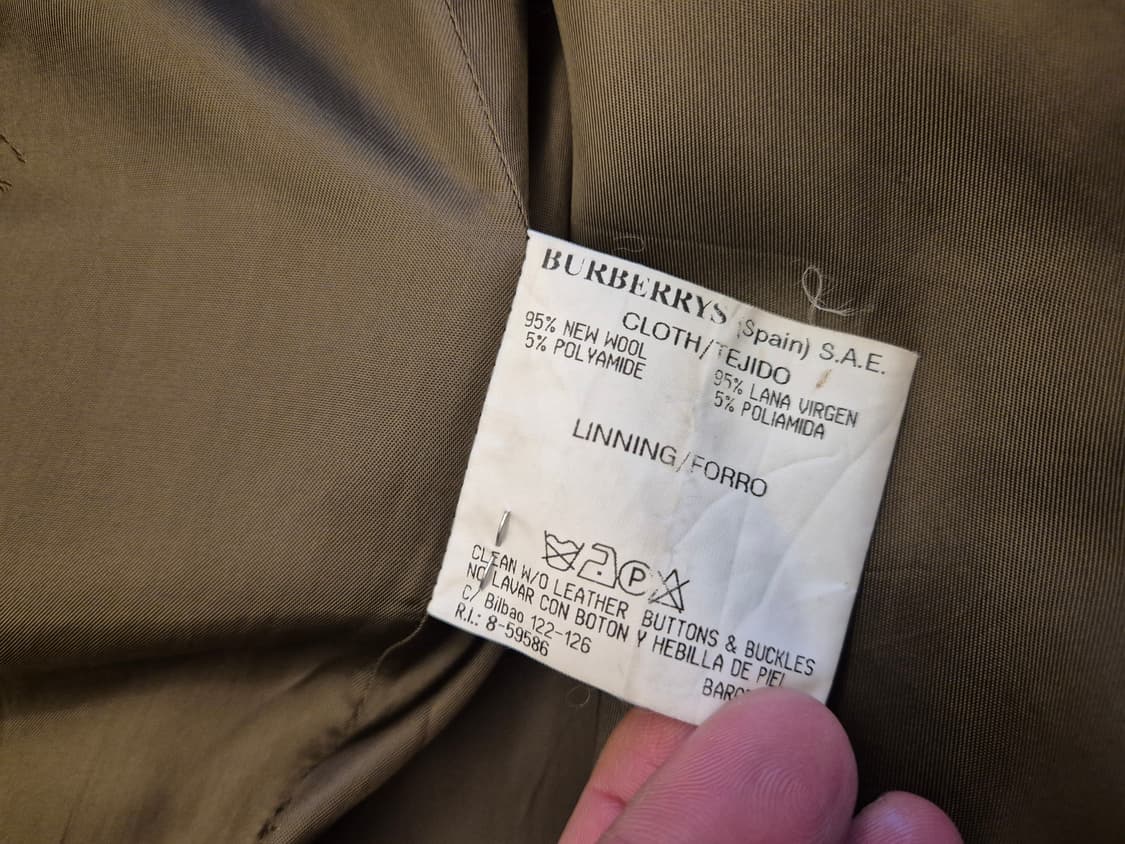 BURBERRYS (Spain) S.A.E.
CLOTH/TEJIDO
95% NEW WOOL
5% POLYAMIDE
95% LANA VIRGEN
5% POLIAMIDA
LINNING/FORRO
P
CLEAN W/O LEATHER BUTTONS & BUCKLES
NO LAVAR CON BOTON Y HEBILLA DE PIEL
C/ Bilbao 122-126
R.I.: 8-59586